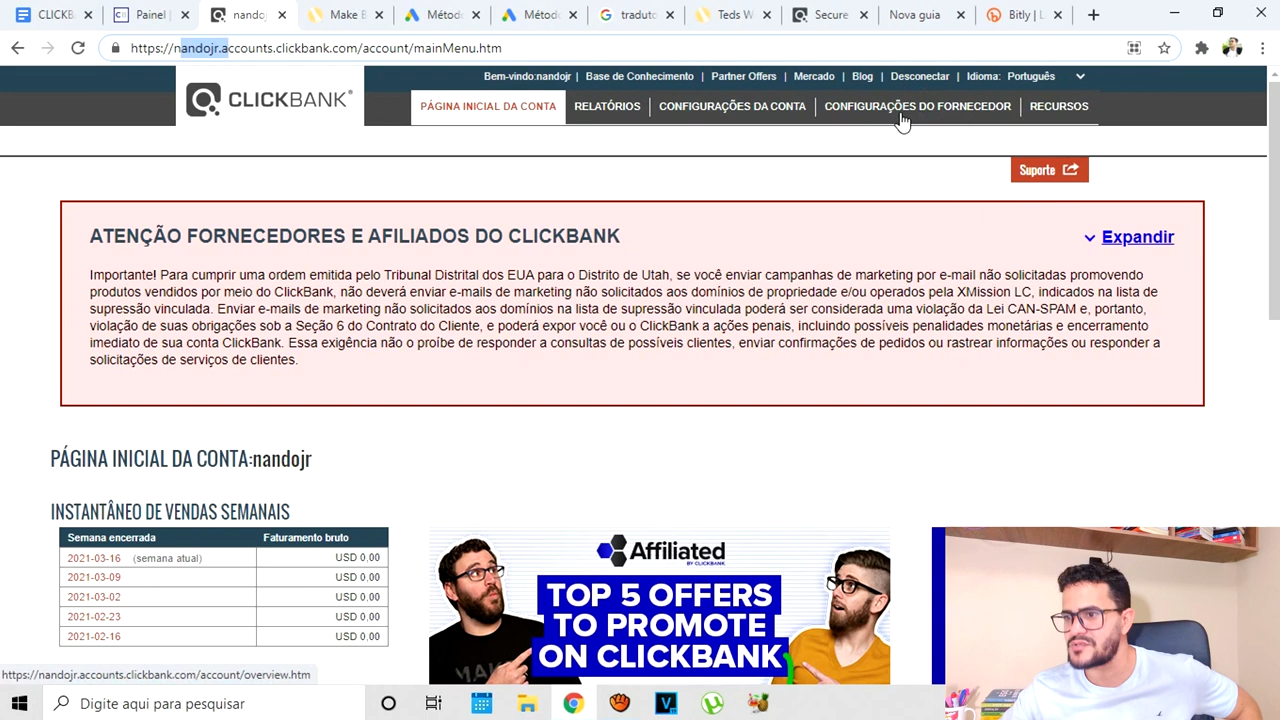 CLICKB
Painel | 
nandoj
Make B
Método
Método
traduto
Teds W
Secure
Nova guia
Bitly | L
https://nandojr.accounts.clickbank.com/account/mainMenu.htm
Bem-vindo:nandojr | Base de Conhecimento | Partner Offers | Mercado | Blog | Desconectar | Idioma: Português
CLICKBANK®
PÁGINA INICIAL DA CONTA RELATÓRIOS | CONFIGURAÇÕES DA CONTA | CONFIGURAÇÕES DO FORNECEDOR | RECURSOS
Suporte
ATENÇÃO FORNECEDORES E AFILIADOS DO CLICKBANK
Expandir
Importante! Para cumprir uma ordem emitida pelo Tribunal Distrital dos EUA para o Distrito de Utah, se você enviar campanhas de marketing por e-mail não solicitadas promovendo
produtos vendidos por meio do ClickBank, não deverá enviar e-mails de marketing não solicitados aos domínios de propriedade e/ou operados pela XMission LC, indicados na lista de
supressão vinculada. Enviar e-mails de marketing não solicitados aos domínios na lista de supressão vinculada poderá ser considerada uma violação da Lei CAN-SPAM e, portanto,
violação de suas obrigações sob a Seção 6 do Contrato do Cliente, e poderá expor você ou o ClickBank a ações penais, incluindo possíveis penalidades monetárias e encerramento
imediato de sua conta ClickBank. Essa exigência não o proíbe de responder a consultas de possíveis clientes, enviar confirmações de pedidos ou rastrear informações ou responder a
solicitações de serviços de clientes.
PÁGINA INICIAL DA CONTA:nandojr
INSTANTÂNEO DE VENDAS SEMANAIS
Semana encerrada Faturamento bruto
2021-03-16 (semana atual) USD 0,00
2021-03-09 USD 0,00
2021-03-02 USD 0,00
2021-02-23 USD 0,00
2021-02-16 USD 0,00
Affiliated
BY CLICKBANK
TOP 5 OFFERS
TO PROMOTE
ON CLICKBANK
https://nandojr.accounts.clickbank.com/account/overview.htm
Digite aqui para pesquisar